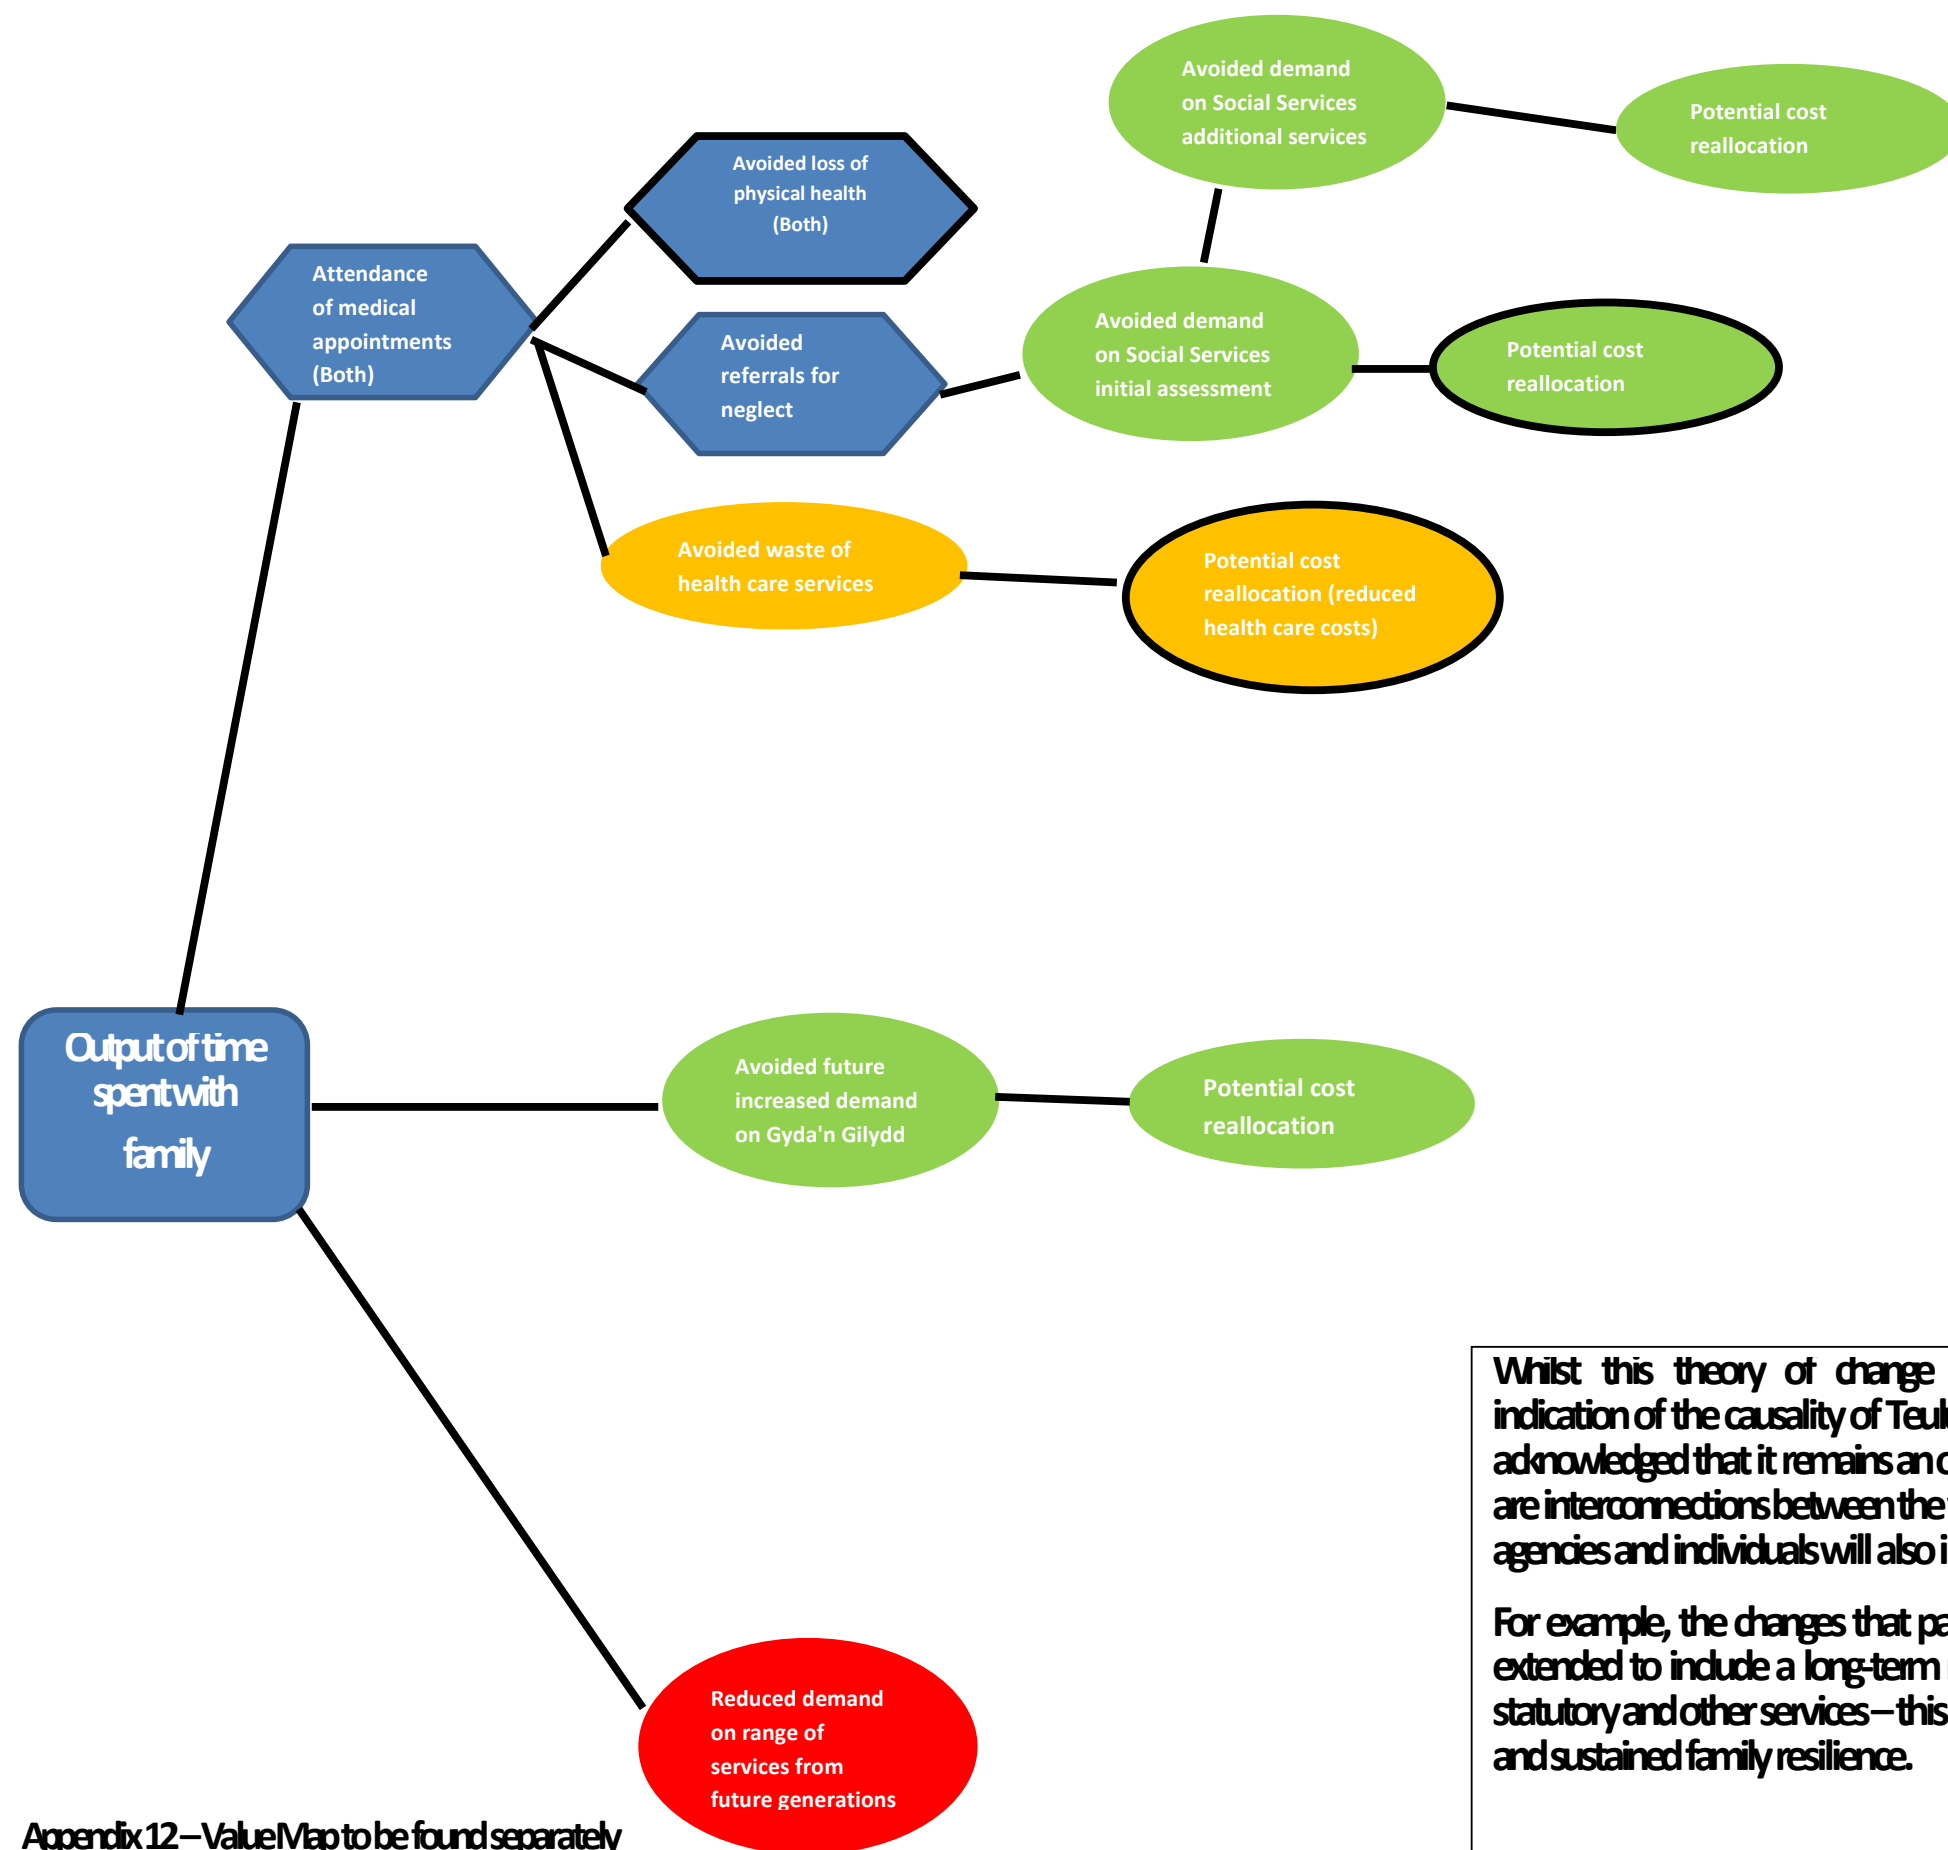 Avoided demand
on Social Services
additional services
Potential cost
reallocation
Avoided loss of
physical health
(Both)
Attendance
of medical
appointments
(Both)
Avoided
referrals for
neglect
Avoided demand
on Social Services
initial assessment
Potential cost
reallocation
Avoided waste of
health care services
Potential cost
reallocation (reduced
health care costs)
Output of time
spent with
family
Avoided future
increased demand
on Gyda'n Gilydd
Potential cost
reallocation
Reduced demand
on range of
services from
future generations
Whilst this theory of change
indication of the causality of
acknowledged that it remains an
are interconnections between the
agencies and individuals will also
For example, the changes that
extended to include a long-term
statutory and other services – this
and sustained family resilience.
Appendix 12 – Value Map to be found separately